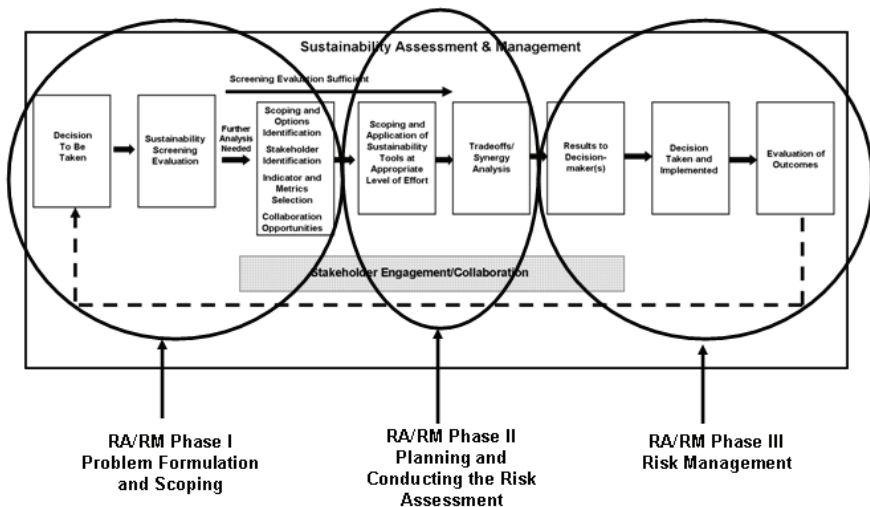 Sustainability Assessment & Management
Screening Evaluation Sufficient
Decision
To Be
Taken
Sustainability
Screening
Evaluation
Further
Analysis
Needed
Scoping and
Options
Identification
Stakeholder
Identification
Indicator and
Metrics
Selection
Collaboration
Opportunities
Scoping and
Application of
Sustainability
Tools at
Appropriate
Level of Effort
Tradeoffs/
Synergy
Analysis
Results to
Decision-
maker(s)
Decision
Taken and
Implemented
Evaluation of
Outcomes
Stakeholder Engagement/Collaboration
RA/RM Phase I
Problem Formulation
and Scoping
RA/RM Phase II
Planning and
Conducting the Risk
Assessment
RA/RM Phase III
Risk Management